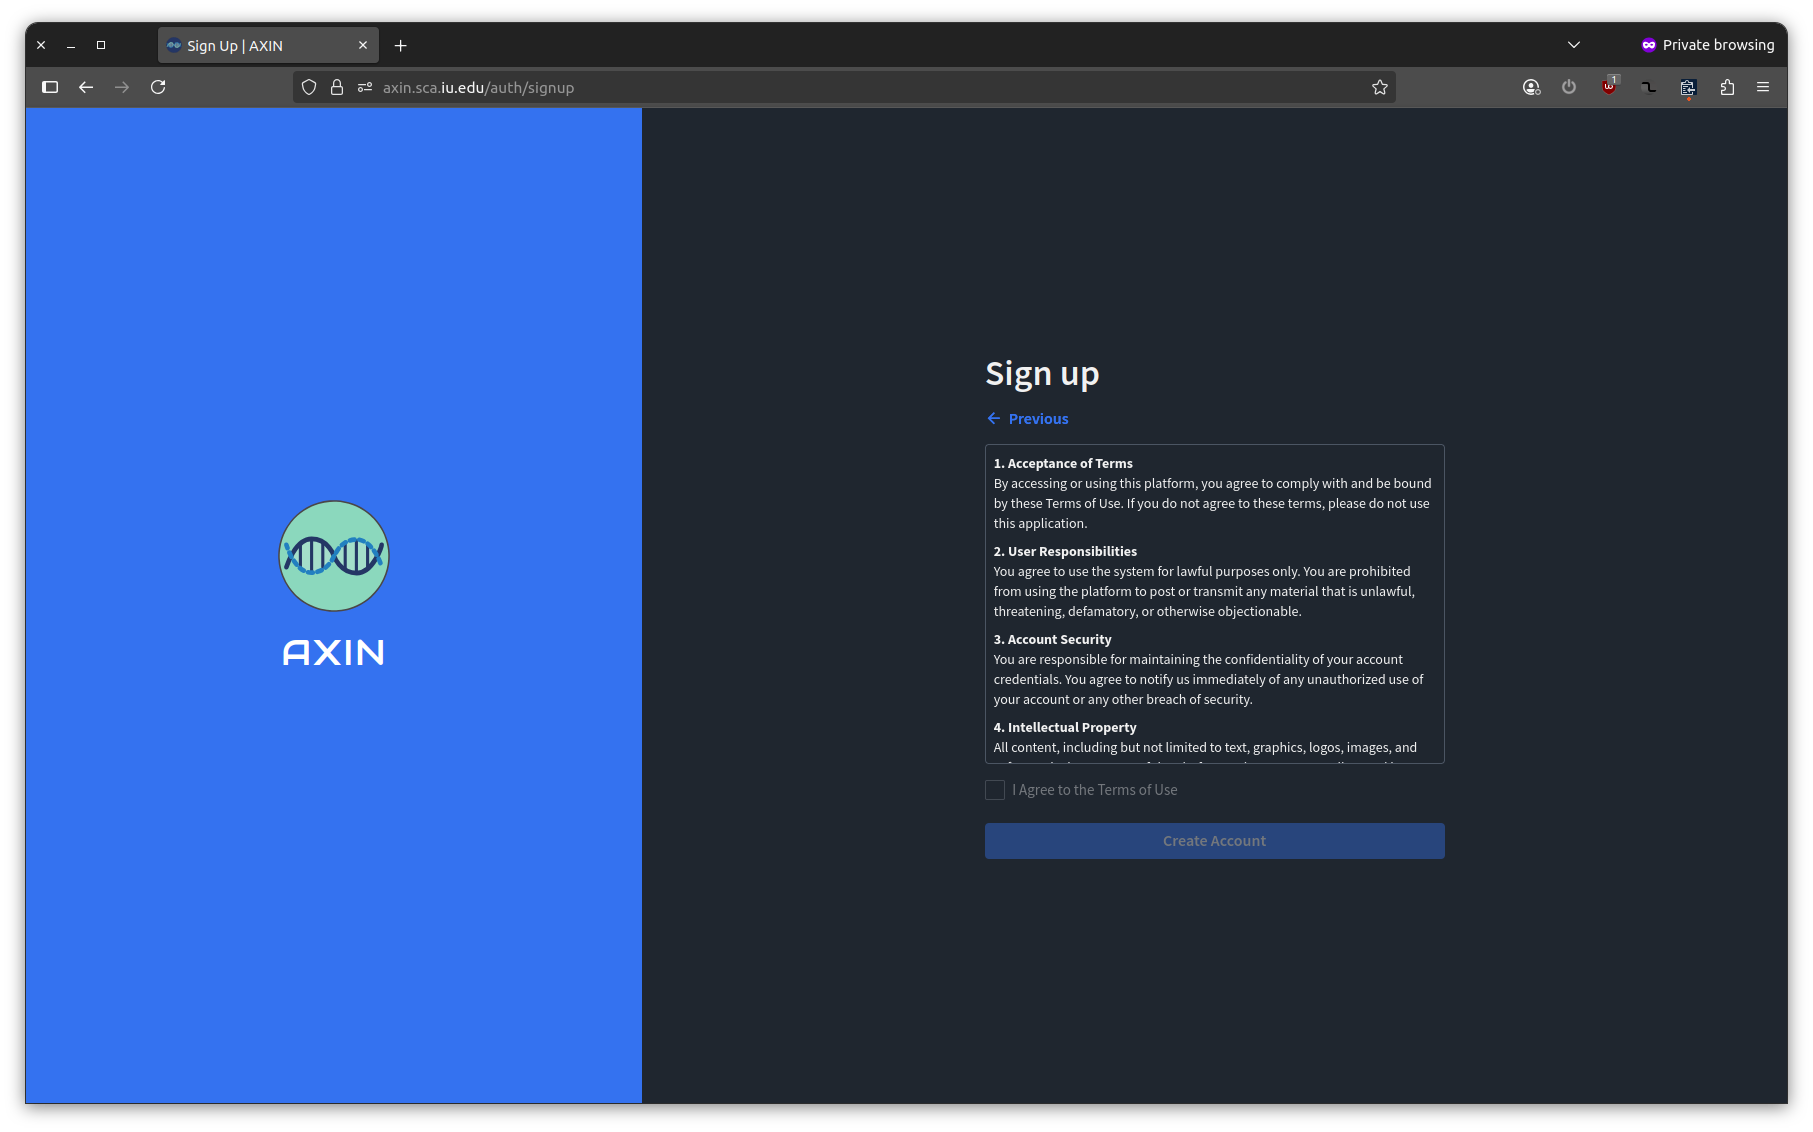 Sign Up | AXIN
Private browsing
axin.sca.iu.edu/auth/signup
1
AXIN
Sign up
Previous
1. Acceptance of Terms
By accessing or using this platform, you agree to comply with and be bound
by these Terms of Use. If you do not agree to these terms, please do not use
this application.
2. User Responsibilities
You agree to use the system for lawful purposes only. You are prohibited
from using the platform to post or transmit any material that is unlawful,
threatening, defamatory, or otherwise objectionable.
3. Account Security
You are responsible for maintaining the confidentiality of your account
credentials. You agree to notify us immediately of any unauthorized use of
your account or any other breach of security.
4. Intellectual Property
All content, including but not limited to text, graphics, logos, images, and
I Agree to the Terms of Use
Create Account